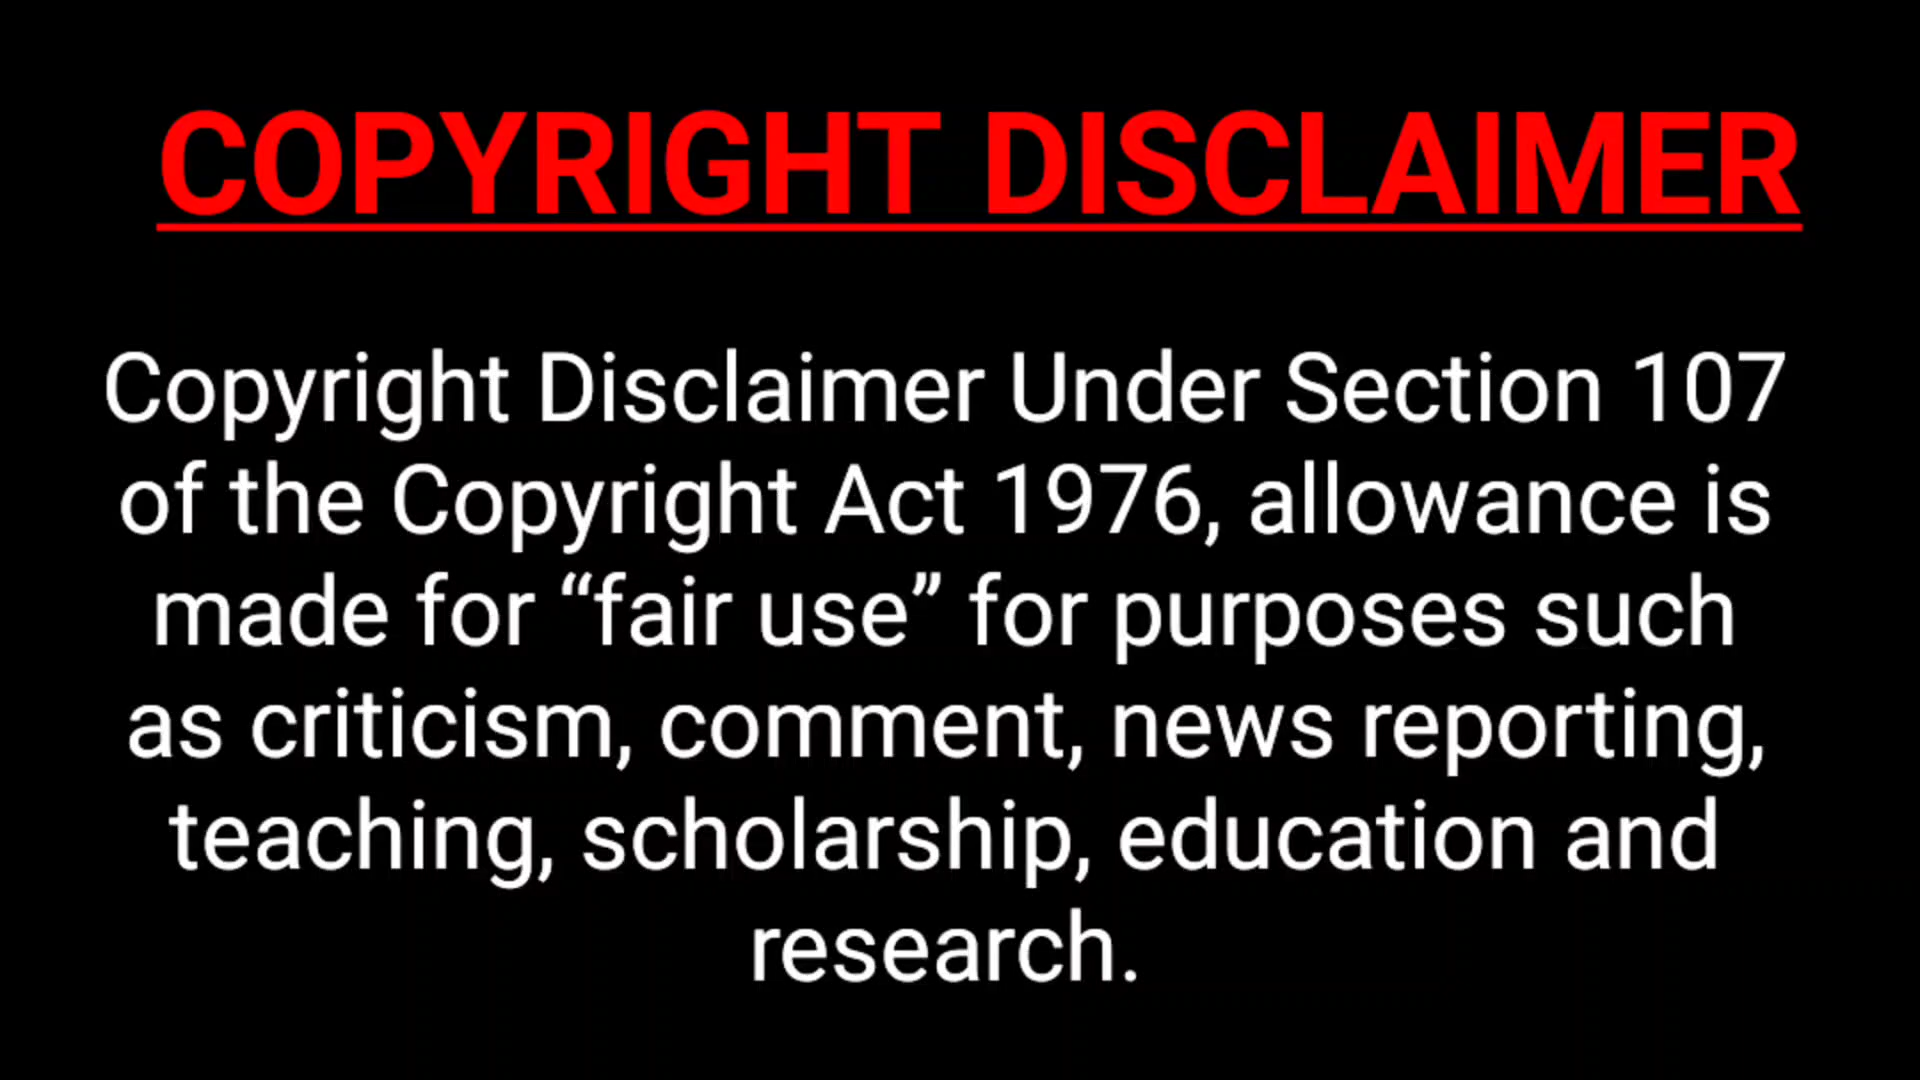 COPYRIGHT DISCLAIMER
Copyright Disclaimer Under Section 107
of the Copyright Act 1976, allowance is
made for “fair use” for purposes such
as criticism, comment, news reporting,
teaching, scholarship, education and
research.